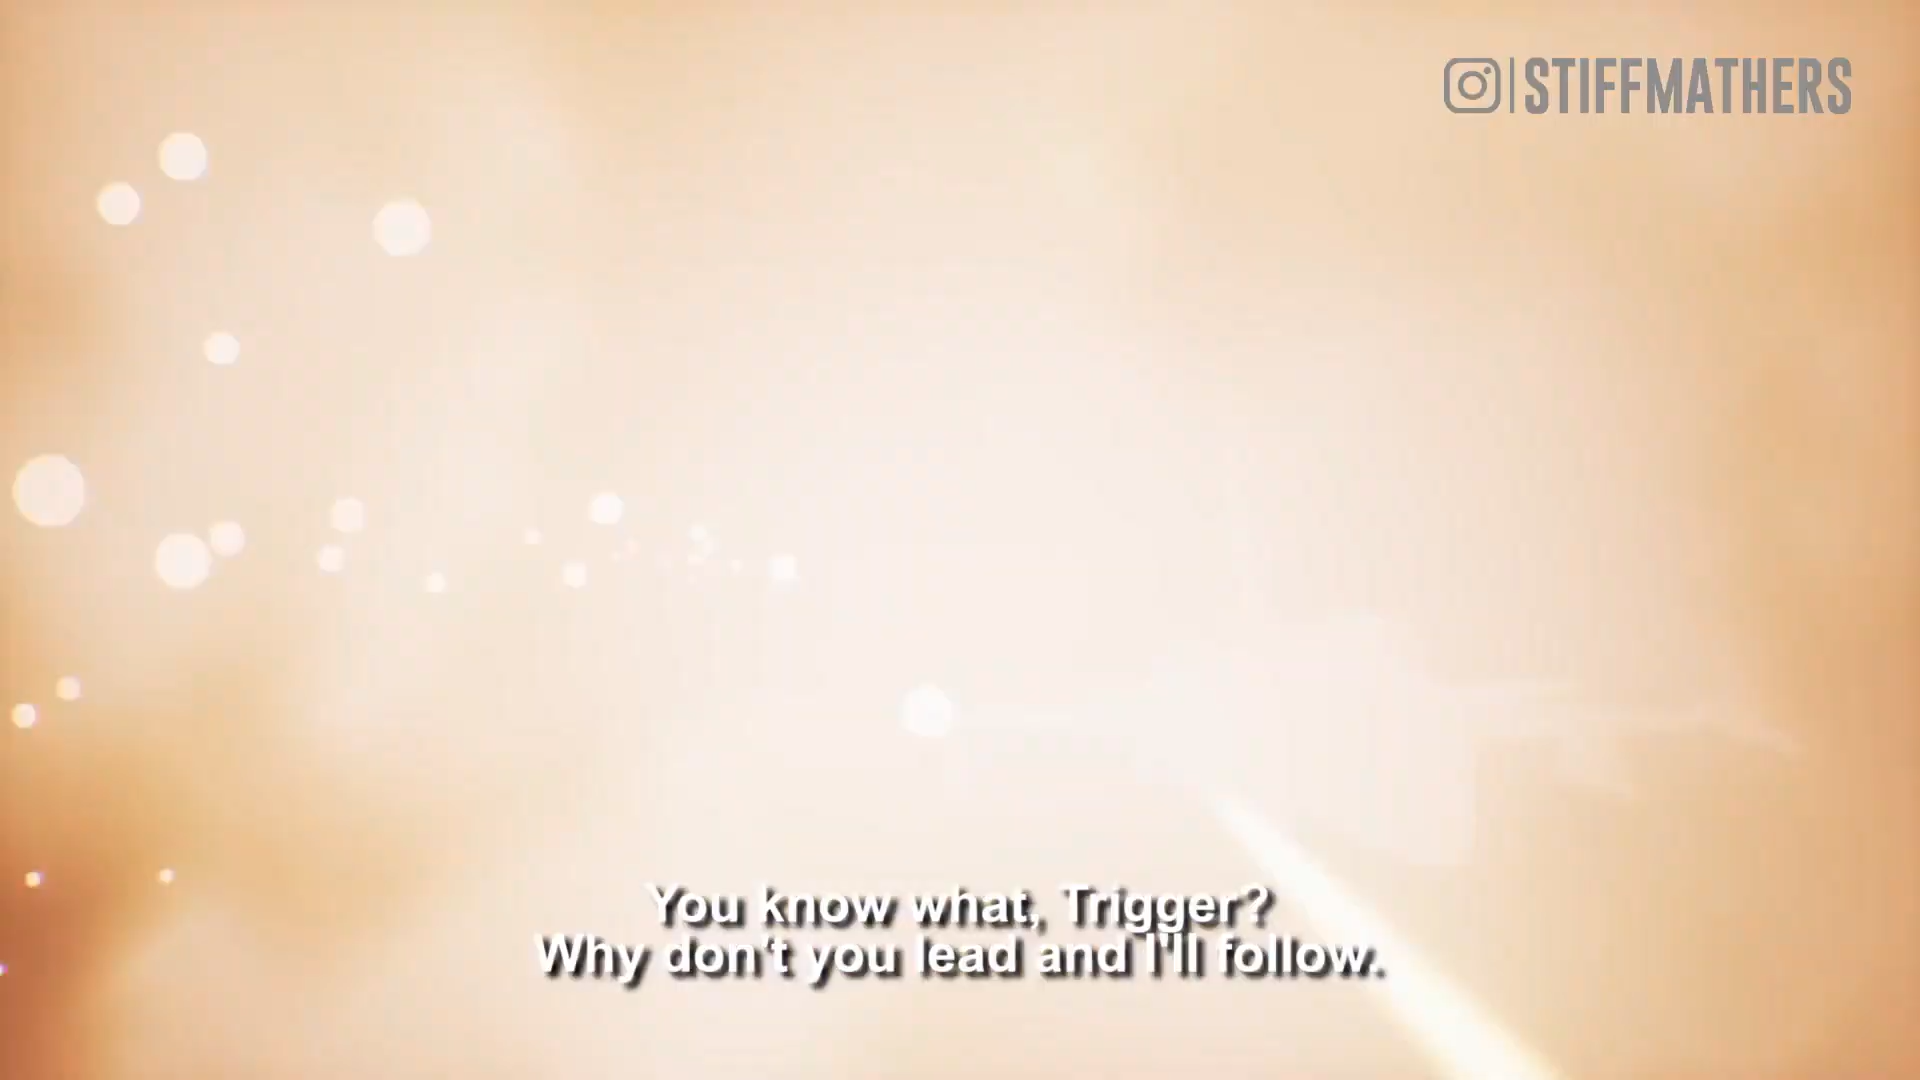 STIFFMATHERS
You know what, Trigger?
Why don't you lead and I'll follow.